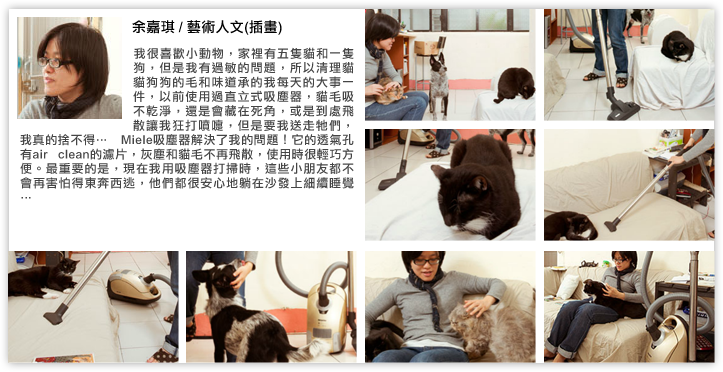 余嘉琪 / 藝術人文(插畫)
我很喜歡小動物，家裡有五隻貓和一隻
狗，但是我有過敏的問題，所以清理貓
貓狗狗的毛和味道承的我每天的大事一
件，以前使用過直立式吸塵器，貓毛吸
不乾淨，還是會藏在死角，或是到處飛
散讓我狂打噴嚏，但是要我送走牠們，
我真的捨不得… Miele吸塵器解決了我的問題！它的透氣孔
有air clean的濾片，灰塵和貓毛不再飛散，使用時很輕巧方
便。最重要的是，現在我用吸塵器打掃時，這些小朋友都不
會再害怕得東奔西逃，他們都很安心地躺在沙發上細續睡覺
…